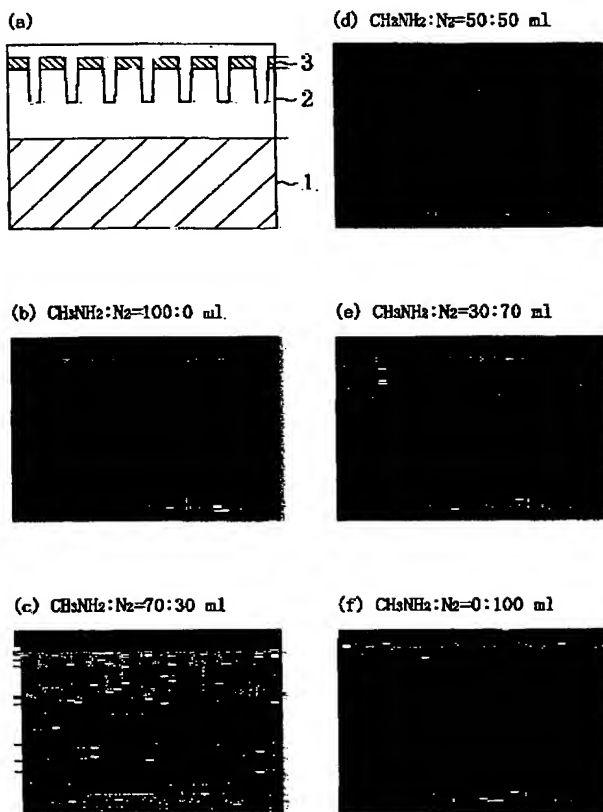 (a)
3
2
1
(b) CH3NH2:N2=100:0 ml.
(c) CH3NH2:N2=70:30 ml
(d) CH3NH2:N2=50:50 ml
(e) CH3NH2:N2=30:70 ml
(f) CH3NH2:N2=0:100 ml